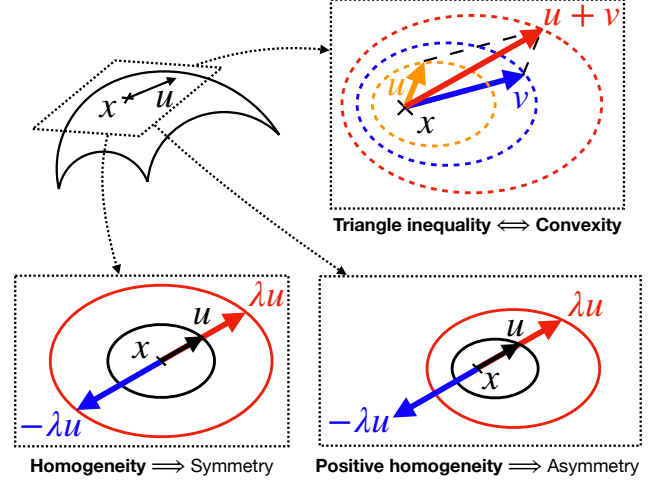 u + v
u
x
u
v
x
Triangle inequality ⟺ Convexity
λu
u
x
−λu
λu
u
x
−λu
Homogeneity ⟹ Symmetry
Positive homogeneity ⟹ Asymmetry